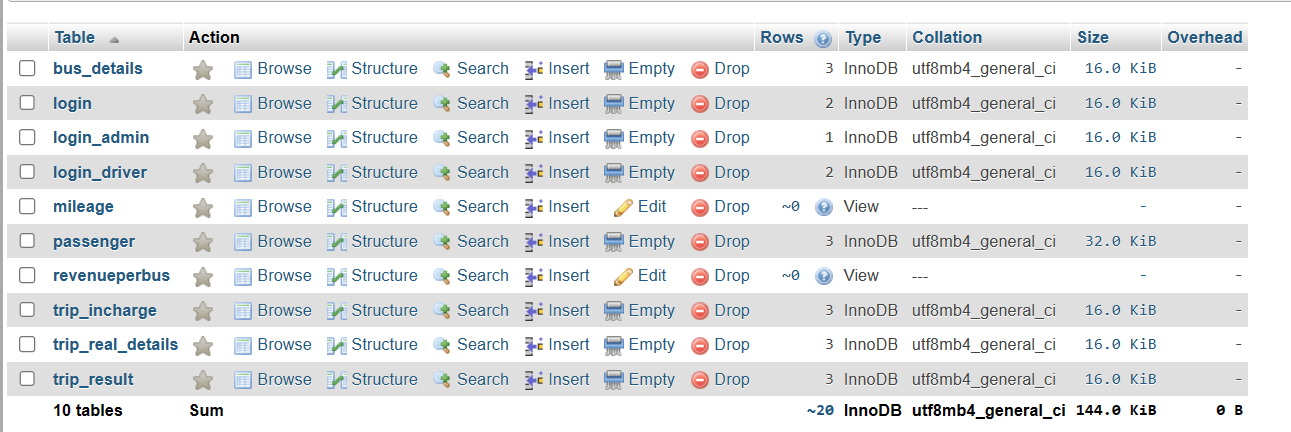 Table Action Rows Type Collation Size Overhead
bus_details Browse Structure Search Insert Empty Drop 3 InnoDB utf8mb4_general_ci 16.0 KiB -
login Browse Structure Search Insert Empty Drop 2 InnoDB utf8mb4_general_ci 16.0 KiB -
login_admin Browse Structure Search Insert Empty Drop 1 InnoDB utf8mb4_general_ci 16.0 KiB -
login_driver Browse Structure Search Insert Empty Drop 2 InnoDB utf8mb4_general_ci 16.0 KiB -
mileage Browse Structure Search Insert Edit Drop ~0 View --- - -
passenger Browse Structure Search Insert Empty Drop 3 InnoDB utf8mb4_general_ci 32.0 KiB -
revenueperbus Browse Structure Search Insert Edit Drop ~0 View --- - -
trip_incharge Browse Structure Search Insert Empty Drop 3 InnoDB utf8mb4_general_ci 16.0 KiB -
trip_real_details Browse Structure Search Insert Empty Drop 3 InnoDB utf8mb4_general_ci 16.0 KiB -
trip_result Browse Structure Search Insert Empty Drop 3 InnoDB utf8mb4_general_ci 16.0 KiB -
10 tables Sum ~20 InnoDB utf8mb4_general_ci 144.0 KiB 0 B